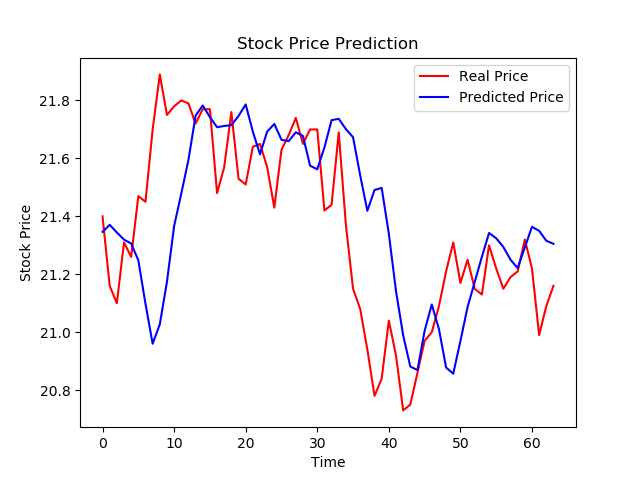 Stock Price Prediction
Real Price
Predicted Price
Stock Price
21.8
21.6
21.4
21.2
21.0
20.8
0 10 20 30 40 50 60
Time